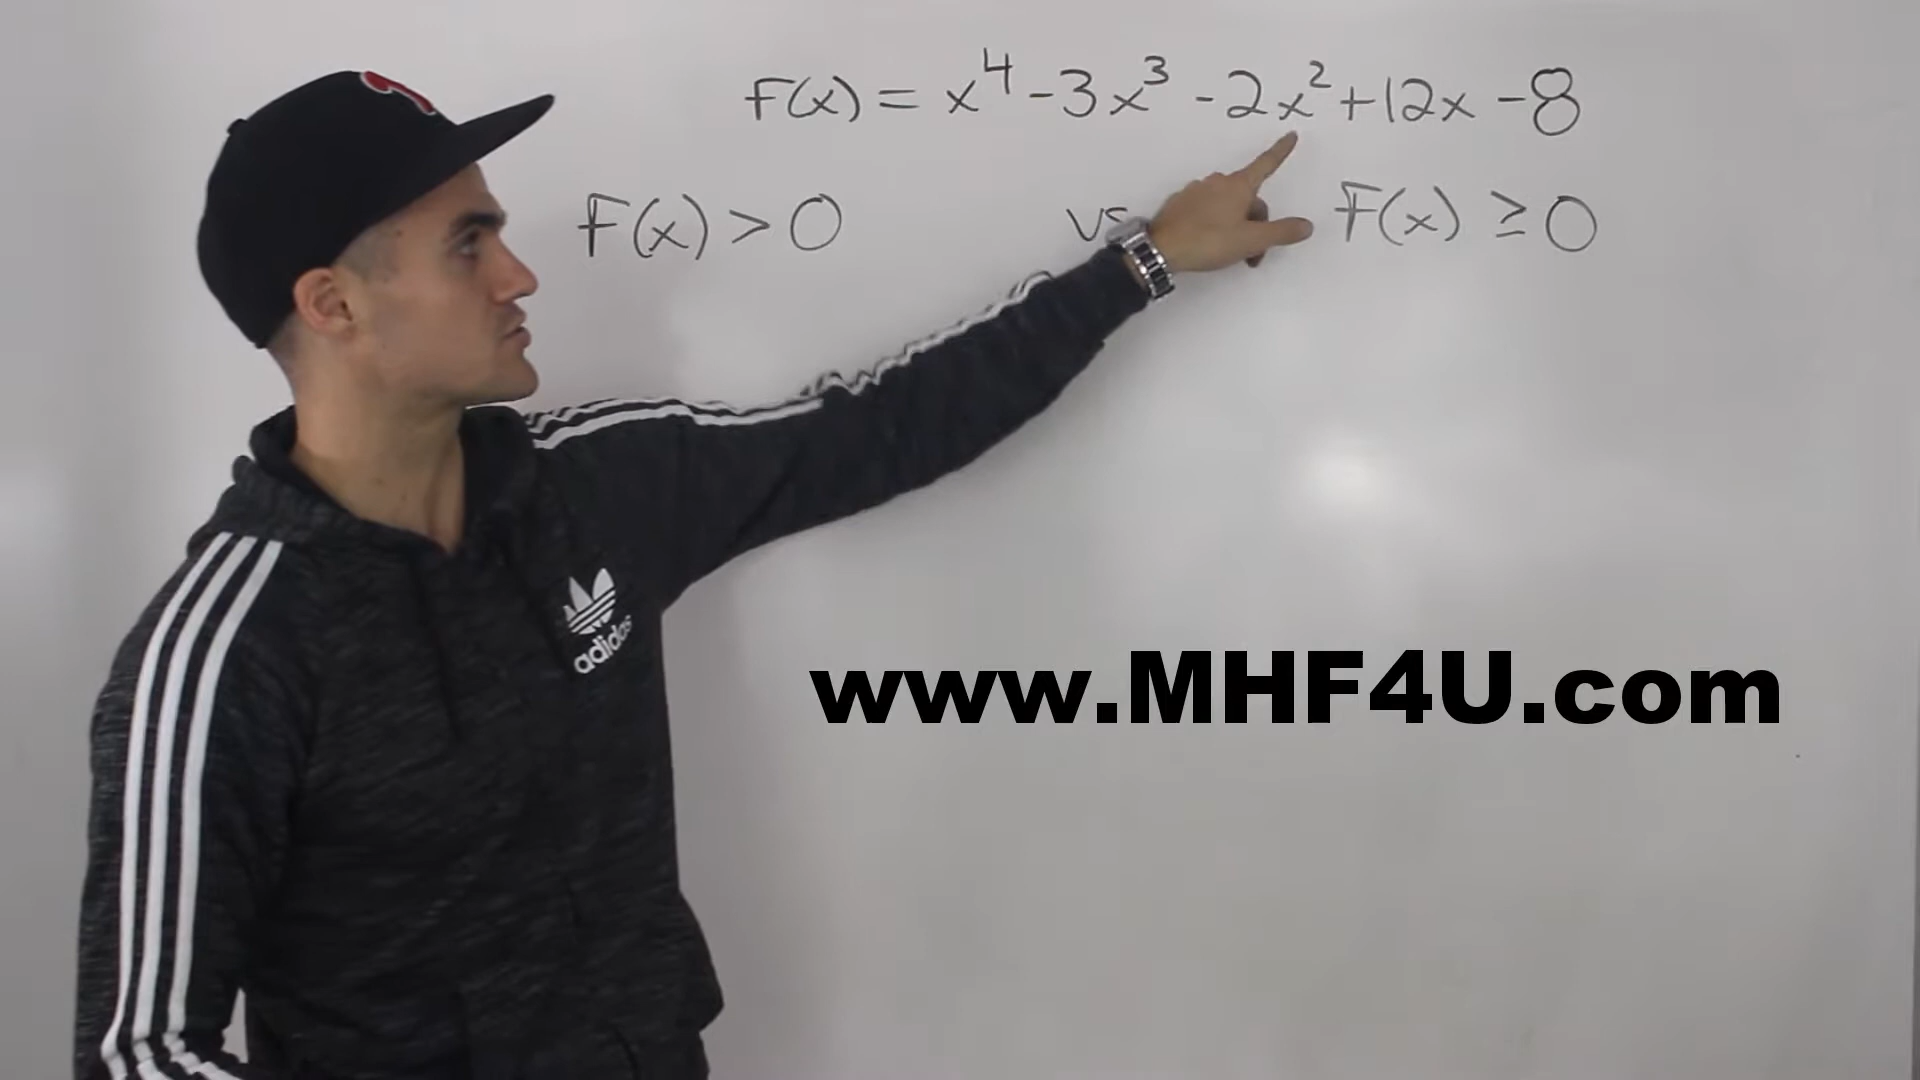 F(x) = x⁴ - 3x³ - 2x² + 12x - 8
F(x) > 0 vs F(x) ≥ 0
adidas
www.MHF4U.com